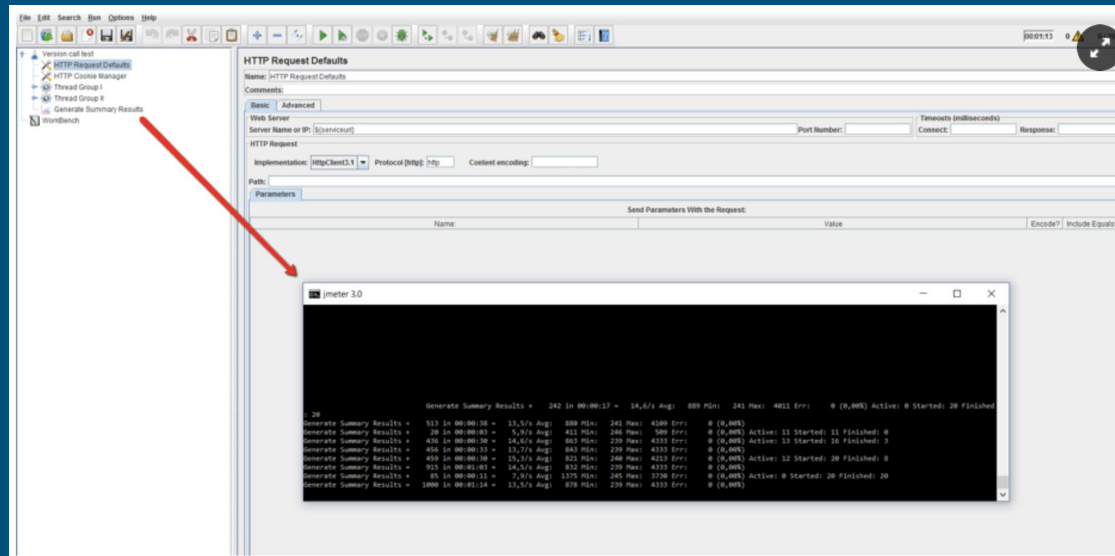 File Edit Search Run Options Help
00:01:13 0
Version call test
HTTP Request Defaults
HTTP Cookie Manager
Thread Group I
Thread Group II
Generate Summary Results
WorkBench
HTTP Request Defaults
Name: HTTP Request Defaults
Comments:
Basic Advanced
Web Server
Timeouts (milliseconds)
Server Name or IP: ${serviceurl}
Port Number:
Connect:
Response:
HTTP Request
Implementation: HttpClient3.1 Protocol [http]: http Content encoding:
Path:
Parameters
Send Parameters With the Request:
Name: Value Encode? Include Equals
jmeter 3.0
Generate Summary Results + 242 in 00:00:17 = 14,6/s Avg: 889 Min: 241 Max: 4011 Err: 0 (0,00%) Active: 0 Started: 20 Finished
: 20
Generate Summary Results = 513 in 00:00:38 = 13,5/s Avg: 880 Min: 241 Max: 4109 Err: 0 (0,00%)
Generate Summary Results + 20 in 00:00:03 = 5,9/s Avg: 411 Min: 246 Max: 509 Err: 0 (0,00%) Active: 11 Started: 11 Finished: 0
Generate Summary Results + 436 in 00:00:30 = 14,6/s Avg: 863 Min: 239 Max: 4333 Err: 0 (0,00%) Active: 13 Started: 16 Finished: 3
Generate Summary Results = 456 in 00:00:33 = 13,7/s Avg: 843 Min: 239 Max: 4333 Err: 0 (0,00%)
Generate Summary Results + 459 in 00:00:30 = 15,3/s Avg: 821 Min: 240 Max: 4213 Err: 0 (0,00%) Active: 12 Started: 20 Finished: 8
Generate Summary Results = 915 in 00:01:03 = 14,5/s Avg: 832 Min: 239 Max: 4333 Err: 0 (0,00%)
Generate Summary Results + 85 in 00:00:11 = 7,9/s Avg: 1375 Min: 245 Max: 3730 Err: 0 (0,00%) Active: 0 Started: 20 Finished: 20
Generate Summary Results = 1000 in 00:01:14 = 13,5/s Avg: 878 Min: 239 Max: 4333 Err: 0 (0,00%)